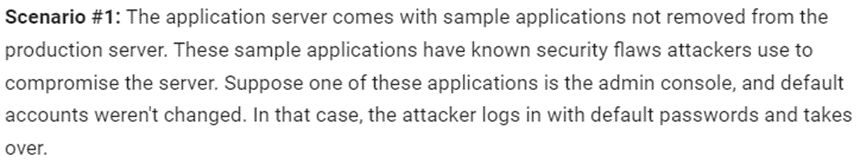 Scenario #1: The application server comes with sample applications not removed from the
production server. These sample applications have known security flaws attackers use to
compromise the server. Suppose one of these applications is the admin console, and default
accounts weren't changed. In that case, the attacker logs in with default passwords and takes
over.